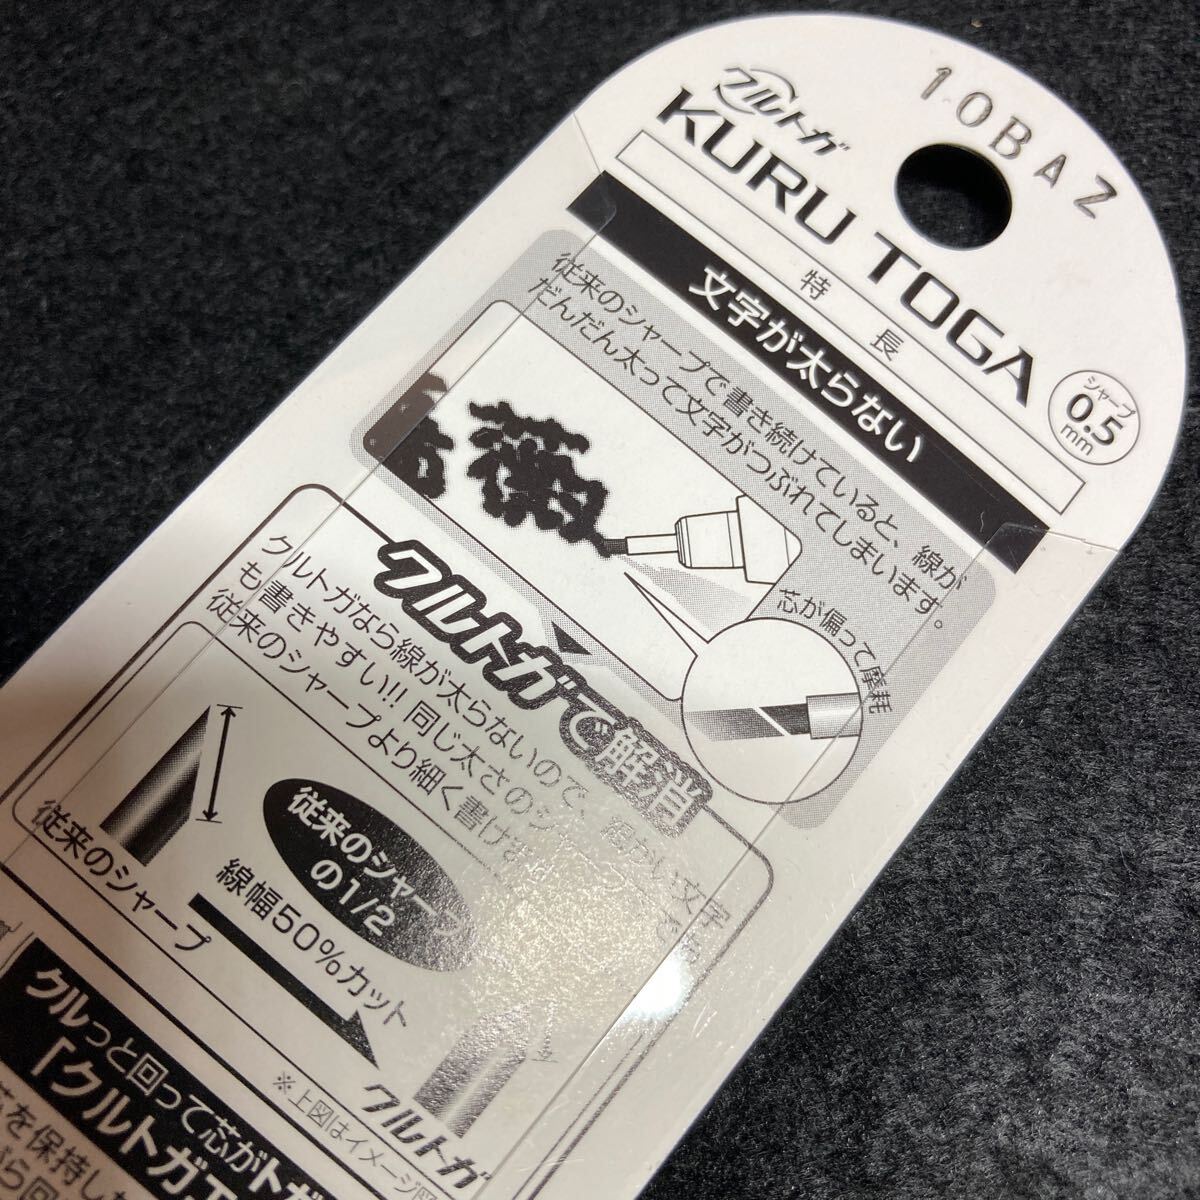 10BAZ
クルトガ
KURU TOGA
シャープ
0.5
mm
特長
文字が太らない
従来のシャープで書き続けていると、線が
だんだん太って文字がつぶれてしまいます。
芯が偏って摩耗
クルトガで解消
クルトガなら線が太らないので、細かい文字
も書きやすい!!! 同じ太さのシャープでも
従来のシャープより細く書けま
従来のシャープ
従来のシャープ
の1/2
線幅50%カット
クルトガ
※上図はイメージ図
クルっと回って芯がトガ
「クルトガエ
芯を保持した